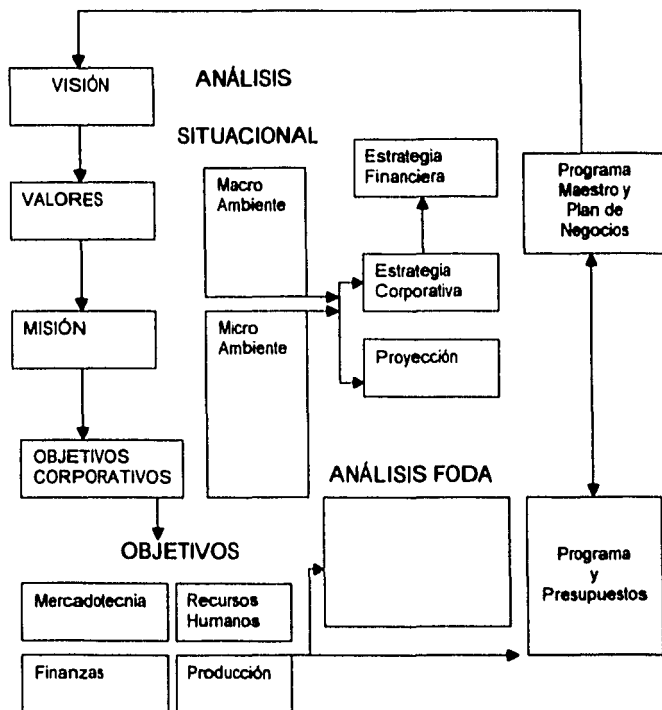 VISIÓN
VALORES
MISIÓN
OBJETIVOS
CORPORATIVOS
ANÁLISIS
SITUACIONAL
Macro
Ambiente
Micro
Ambiente
Estrategia
Financiera
Estrategia
Corporativa
Proyección
Programa
Maestro y
Plan de
Negocios
ANÁLISIS FODA
OBJETIVOS
Mercadotecnia
Recursos
Humanos
Finanzas
Producción
Programa
y
Presupuestos